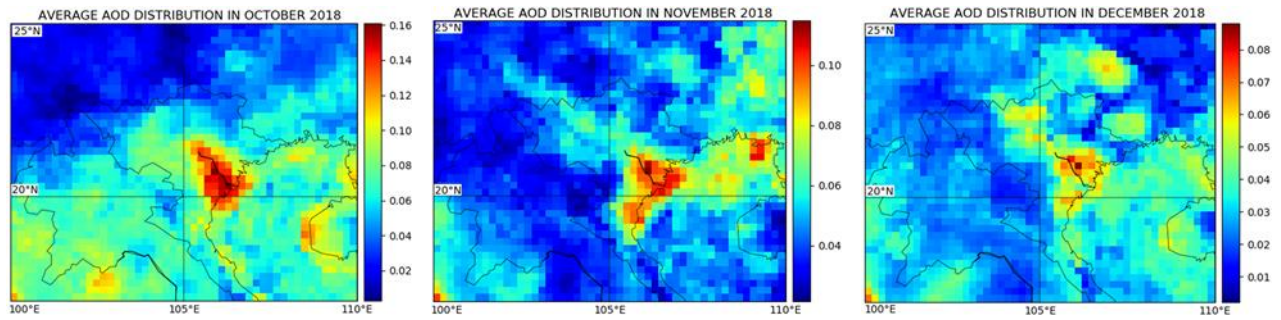 AVERAGE AOD DISTRIBUTION IN OCTOBER 2018
25°N
20°N
100°E
105°E
110°E
0.16
0.14
0.12
0.10
0.08
0.06
0.04
0.02
AVERAGE AOD DISTRIBUTION IN NOVEMBER 2018
25°N
20°N
100°E
105°E
110°E
0.10
0.08
0.06
0.04
AVERAGE AOD DISTRIBUTION IN DECEMBER 2018
25°N
20°N
100°E
105°E
110°E
0.08
0.07
0.06
0.05
0.04
0.03
0.02
0.01